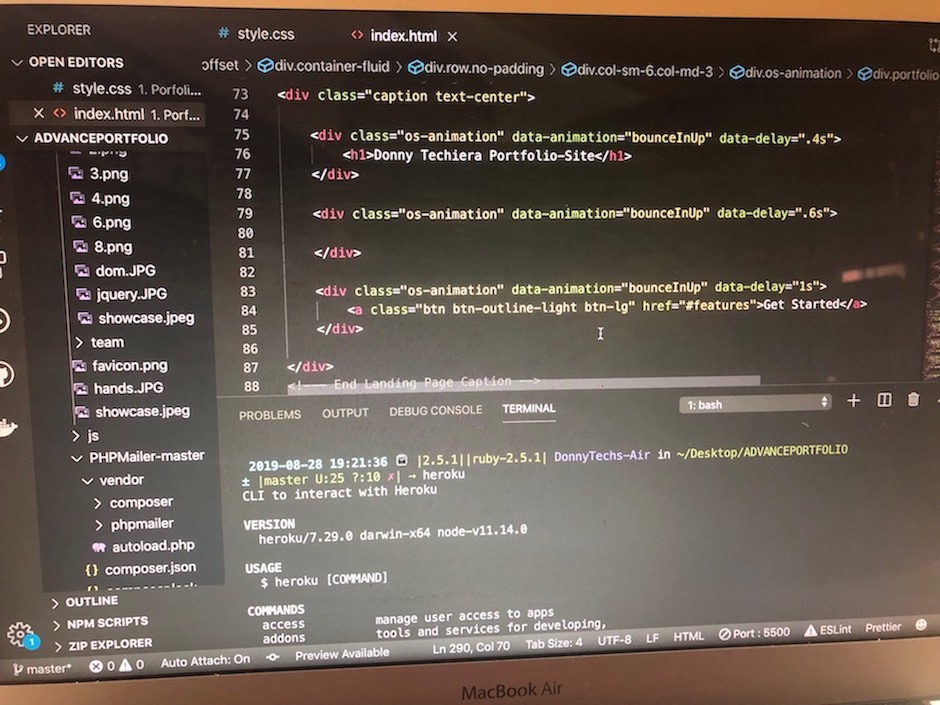 EXPLORER
# style.css
<> index.html ×
OPEN EDITORS
# style.css 1. Porfoli...
× <> index.html 1. Porf...
ADVANCEPORTFOLIO
3.png
4.png
6.png
8.png
dom.JPG
jquery.JPG
showcase.jpeg
team
favicon.png
hands.JPG
showcase.jpeg
js
PHPMailer-master
vendor
composer
phpmailer
autoload.php
{} composer.json
OUTLINE
NPM SCRIPTS
ZIP EXPLORER
offset > div.container-fluid > div.row.no-padding > div.col-sm-6.col-md-3 > div.os-animation > div.portfolio
73 <div class="caption text-center">
74
75 <div class="os-animation" data-animation="bounceInUp" data-delay=".4s">
76 <h1>Donny Techiera Portfolio-Site</h1>
77 </div>
78
79 <div class="os-animation" data-animation="bounceInUp" data-delay=".6s">
80
81 </div>
82
83 <div class="os-animation" data-animation="bounceInUp" data-delay="1s">
84 <a class="btn btn-outline-light btn-lg" href="#features">Get Started</a>
85 </div>
86
87 </div>
88 <!--- End Landing Page Caption -->
PROBLEMS OUTPUT DEBUG CONSOLE TERMINAL 1: bash
2019-08-28 19:21:36 |2.5.1||ruby-2.5.1| DonnyTechs-Air in ~/Desktop/ADVANCEPORTFOLIO
± |master U:25 ?:10 ✗| → heroku
CLI to interact with Heroku
VERSION
heroku/7.29.0 darwin-x64 node-v11.14.0
USAGE
$ heroku [COMMAND]
COMMANDS
access manage user access to apps
addons tools and services for developing,
master* 0 0 Auto Attach: On Preview Available Ln 290, Col 70 Tab Size: 4 UTF-8 LF HTML Port : 5500 ESLint Prettier
1
MacBook Air